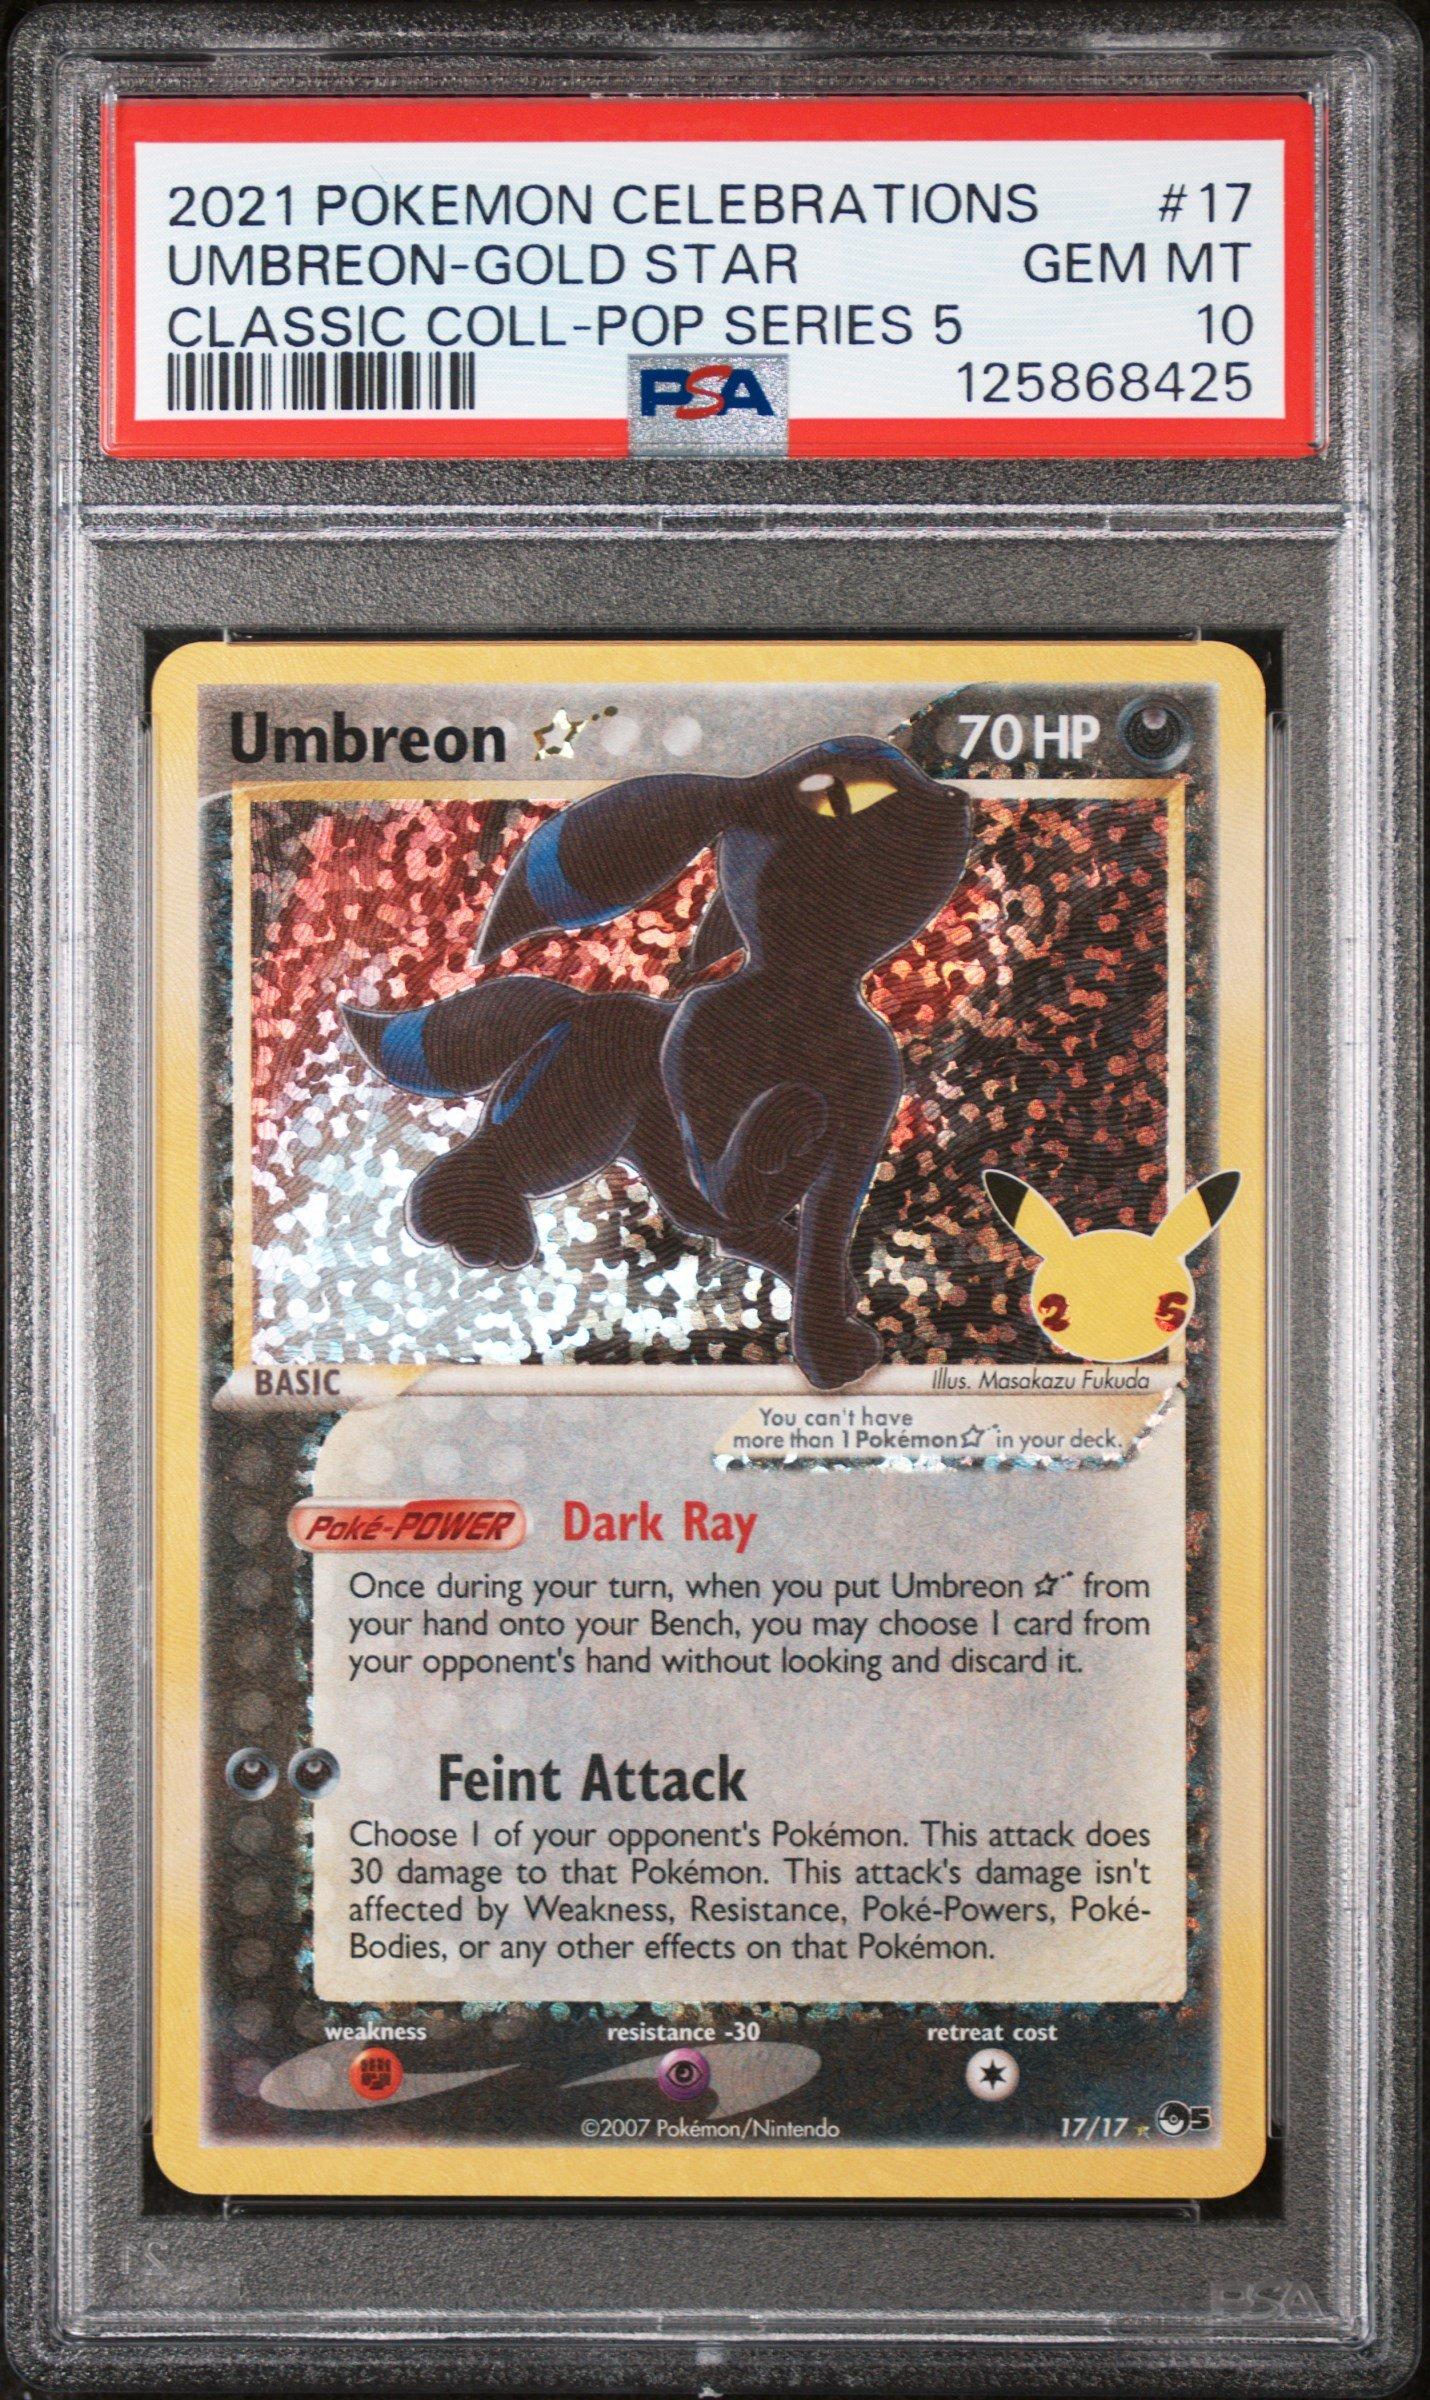 2021 POKEMON CELEBRATIONS #17
UMBREON-GOLD STAR GEM MT
CLASSIC COLL-POP SERIES 5 10
PSA 125868425
Umbreon 70 HP
25
BASIC Illus. Masakazu Fukuda
You can't have
more than 1 Pokémon☆ in your deck.
Poké-POWER Dark Ray
Once during your turn, when you put Umbreon ☆ from
your hand onto your Bench, you may choose 1 card from
your opponent's hand without looking and discard it.
Feint Attack
Choose 1 of your opponent's Pokémon. This attack does
30 damage to that Pokémon. This attack's damage isn't
affected by Weakness, Resistance, Poké-Powers, Poké-
Bodies, or any other effects on that Pokémon.
weakness resistance -30 retreat cost
©2007 Pokémon/Nintendo 17/17 5
PSA